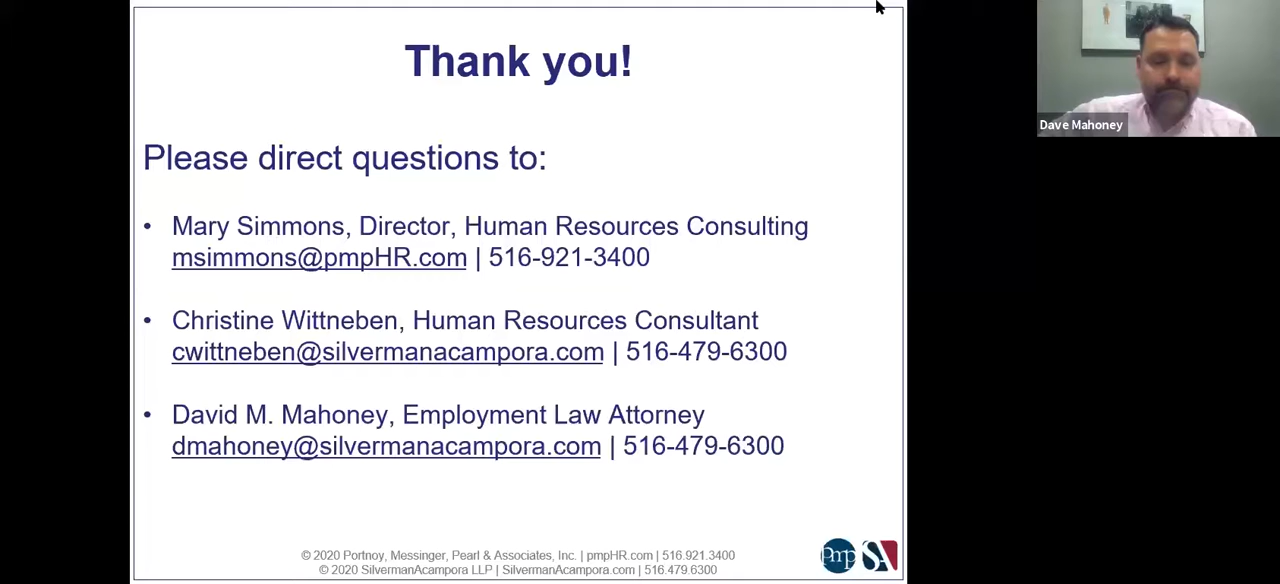 Thank you!
Please direct questions to:
• Mary Simmons, Director, Human Resources Consulting
msimmons@pmpHR.com | 516-921-3400
• Christine Wittneben, Human Resources Consultant
cwittneben@silvermanacampora.com | 516-479-6300
• David M. Mahoney, Employment Law Attorney
dmahoney@silvermanacampora.com | 516-479-6300
© 2020 Portnoy, Messinger, Pearl & Associates, Inc. | pmpHR.com | 516.921.3400
© 2020 SilvermanAcampora LLP | SilvermanAcampora.com | 516.479.6300
pmp SA
Dave Mahoney